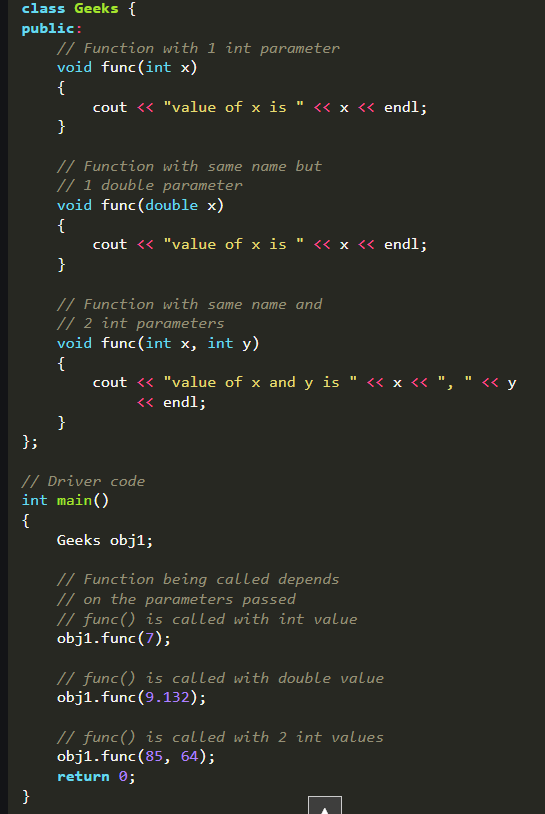 class Geeks {
public:
    // Function with 1 int parameter
    void func(int x)
    {
        cout << "value of x is " << x << endl;
    }

    // Function with same name but
    // 1 double parameter
    void func(double x)
    {
        cout << "value of x is " << x << endl;
    }

    // Function with same name and
    // 2 int parameters
    void func(int x, int y)
    {
        cout << "value of x and y is " << x << ", " << y
             << endl;
    }
};

// Driver code
int main()
{
    Geeks obj1;

    // Function being called depends
    // on the parameters passed
    // func() is called with int value
    obj1.func(7);

    // func() is called with double value
    obj1.func(9.132);

    // func() is called with 2 int values
    obj1.func(85, 64);
    return 0;
}